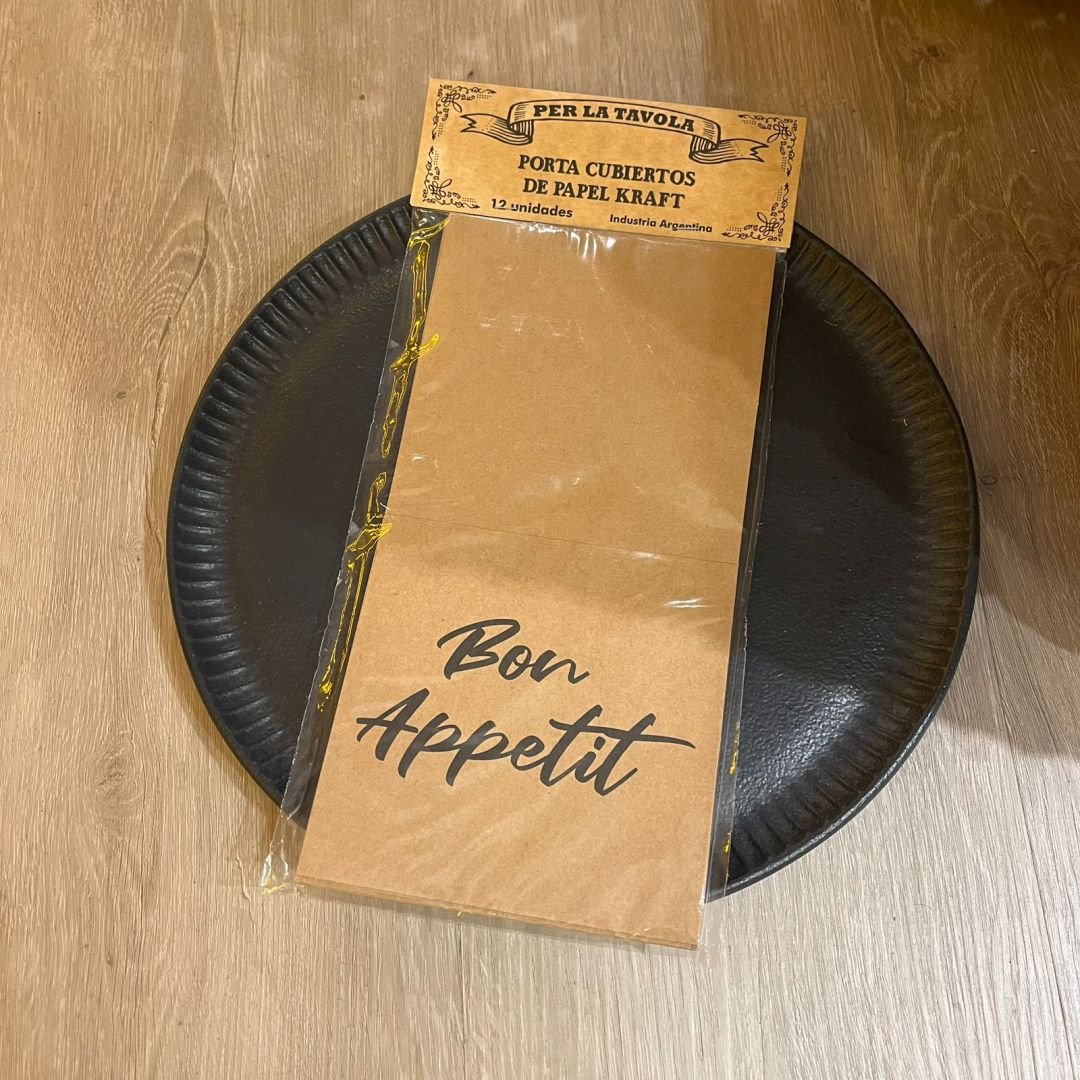 PER LA TAVOLA
PORTA CUBIERTOS
DE PAPEL KRAFT
12 unidades
Industria Argentina
Bon
Appetit